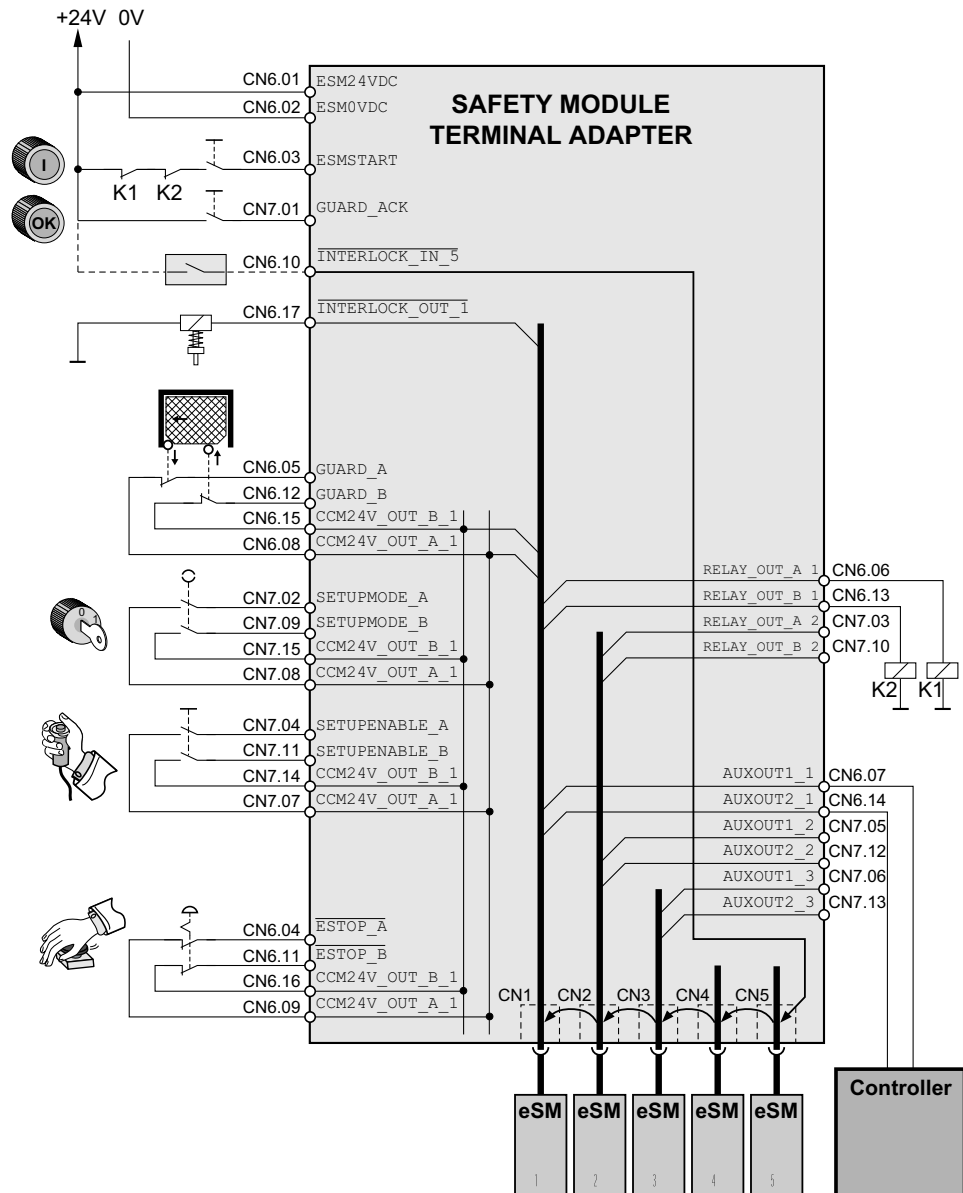 +24V 0V
CN6.01 ESM24VDC
CN6.02 ESM0VDC
SAFETY MODULE
TERMINAL ADAPTER
I
CN6.03 ESMSTART
K1 K2
OK
CN7.01 GUARD_ACK
CN6.10 INTERLOCK_IN_5
CN6.17 INTERLOCK_OUT_1
CN6.05 GUARD_A
CN6.12 GUARD_B
CN6.15 CCM24V_OUT_B_1
CN6.08 CCM24V_OUT_A_1
RELAY_OUT_A 1 CN6.06
RELAY_OUT_B 1 CN6.13
RELAY_OUT_A 2 CN7.03
RELAY_OUT_B 2 CN7.10
K2 K1
0 1
CN7.02 SETUPMODE_A
CN7.09 SETUPMODE_B
CN7.15 CCM24V_OUT_B_1
CN7.08 CCM24V_OUT_A_1
CN7.04 SETUPENABLE_A
CN7.11 SETUPENABLE_B
CN7.14 CCM24V_OUT_B_1
CN7.07 CCM24V_OUT_A_1
AUXOUT1_1 CN6.07
AUXOUT2_1 CN6.14
AUXOUT1_2 CN7.05
AUXOUT2_2 CN7.12
AUXOUT1_3 CN7.06
AUXOUT2_3 CN7.13
CN6.04 ESTOP_A
CN6.11 ESTOP_B
CN6.16 CCM24V_OUT_B_1
CN6.09 CCM24V_OUT_A_1
CN1 CN2 CN3 CN4 CN5
eSM eSM eSM eSM eSM
1 2 3 4 5
Controller